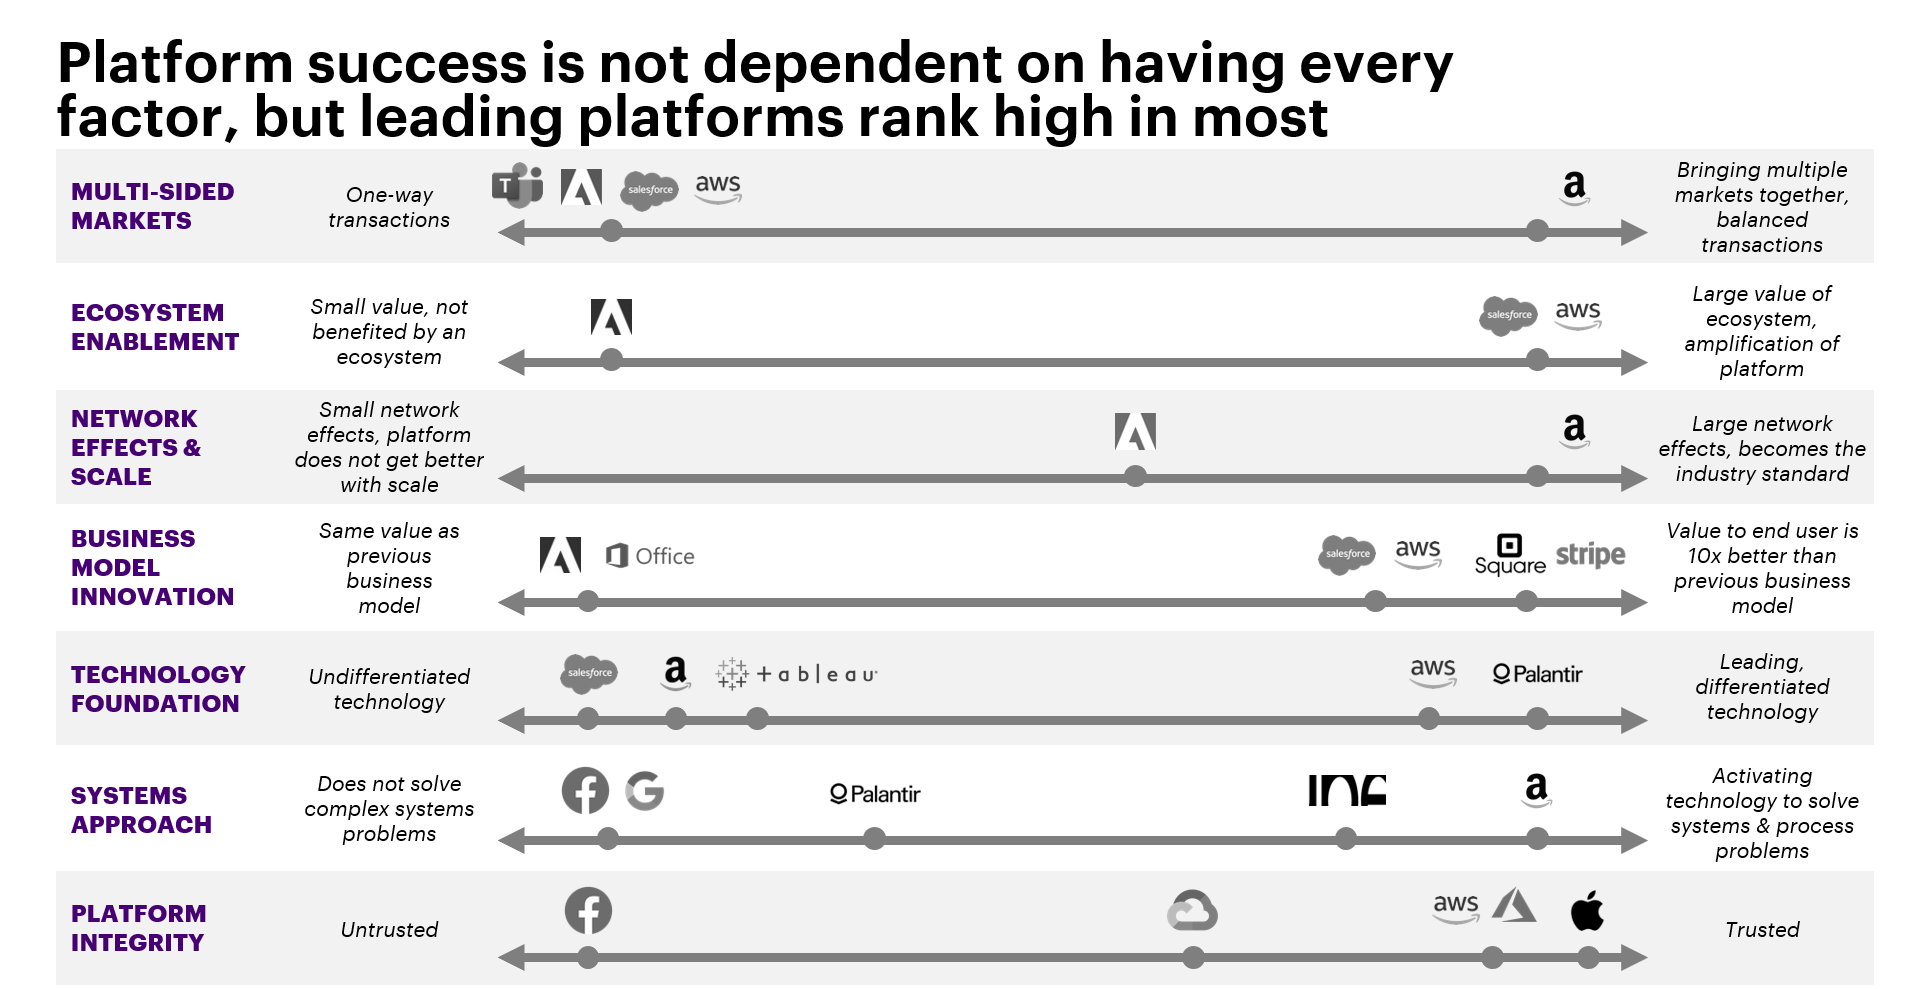 Platform success is not dependent on having every
factor, but leading platforms rank high in most
MULTI-SIDED
MARKETS
One-way
transactions
T
salesforce
aws
a
Bringing multiple
markets together,
balanced
transactions
ECOSYSTEM
ENABLEMENT
Small value, not
benefited by an
ecosystem
salesforce
aws
Large value of
ecosystem,
amplification of
platform
NETWORK
EFFECTS &
SCALE
Small network
effects, platform
does not get better
with scale
a
Large network
effects, becomes the
industry standard
BUSINESS
MODEL
INNOVATION
Same value as
previous
business
model
Office
salesforce
aws
Square
stripe
Value to end user is
10x better than
previous business
model
TECHNOLOGY
FOUNDATION
Undifferentiated
technology
salesforce
a
+ableau
aws
Palantir
Leading,
differentiated
technology
SYSTEMS
APPROACH
Does not solve
complex systems
problems
f
G
Palantir
a
Activating
technology to solve
systems & process
problems
PLATFORM
INTEGRITY
Untrusted
f
aws
Trusted